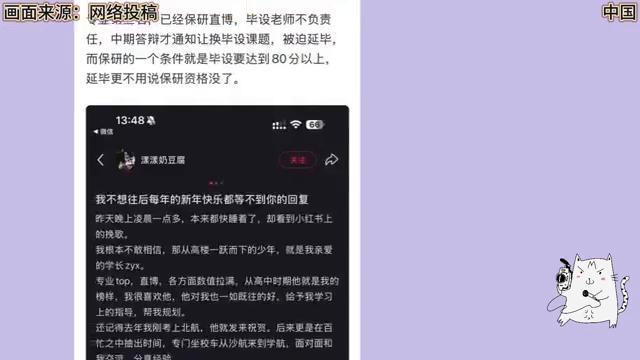 画面来源：网络投稿
中国
已经保研直博，毕设老师不负责
任，中期答辩才通知让换毕设课题，被迫延毕，
而保研的一个条件就是毕设要达到80分以上，
延毕更不用说保研资格没了。
13:48
66
微信
漾漾奶豆腐
关注
我不想往后每年的新年快乐都等不到你的回复
昨天晚上凌晨一点多，本来都快睡着了，却看到小红书上
的挽歌。
我根本不敢相信，那从高楼一跃而下的少年，就是我亲爱
的学长zyx。
专业top，直博，各方面数值拉满，从高中时期他就是我的
榜样，我很喜欢他，他对我也一如既往的好，给予我学习
上的指导，帮我规划。
还记得去年我刚考上北航，他就发来祝贺。后来更是在百
忙之中抽出时间，专门坐校车从沙航来到学航，面对面和
我交流，分享经验